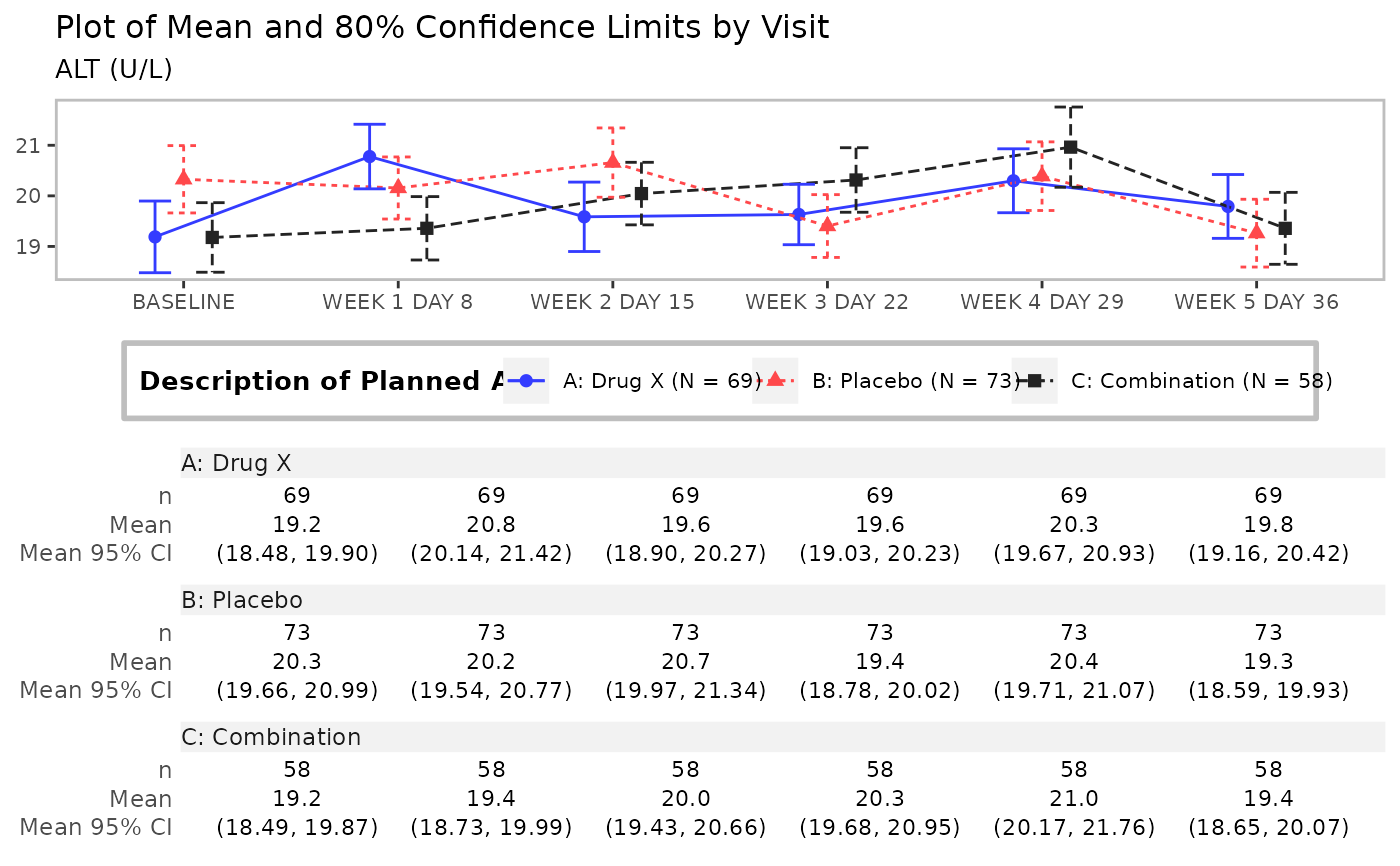 Plot of Mean and 80% Confidence Limits by Visit
ALT (U/L)
21
20
19
BASELINE WEEK 1 DAY 8 WEEK 2 DAY 15 WEEK 3 DAY 22 WEEK 4 DAY 29 WEEK 5 DAY 36
Description of Planned A: Drug X (N = 69) B: Placebo (N = 73) C: Combination (N = 58)
A: Drug X
n 69 69 69 69 69 69
Mean 19.2 20.8 19.6 19.6 20.3 19.8
Mean 95% CI (18.48, 19.90) (20.14, 21.42) (18.90, 20.27) (19.03, 20.23) (19.67, 20.93) (19.16, 20.42)
B: Placebo
n 73 73 73 73 73 73
Mean 20.3 20.2 20.7 19.4 20.4 19.3
Mean 95% CI (19.66, 20.99) (19.54, 20.77) (19.97, 21.34) (18.78, 20.02) (19.71, 21.07) (18.59, 19.93)
C: Combination
n 58 58 58 58 58 58
Mean 19.2 19.4 20.0 20.3 21.0 19.4
Mean 95% CI (18.49, 19.87) (18.73, 19.99) (19.43, 20.66) (19.68, 20.95) (20.17, 21.76) (18.65, 20.07)